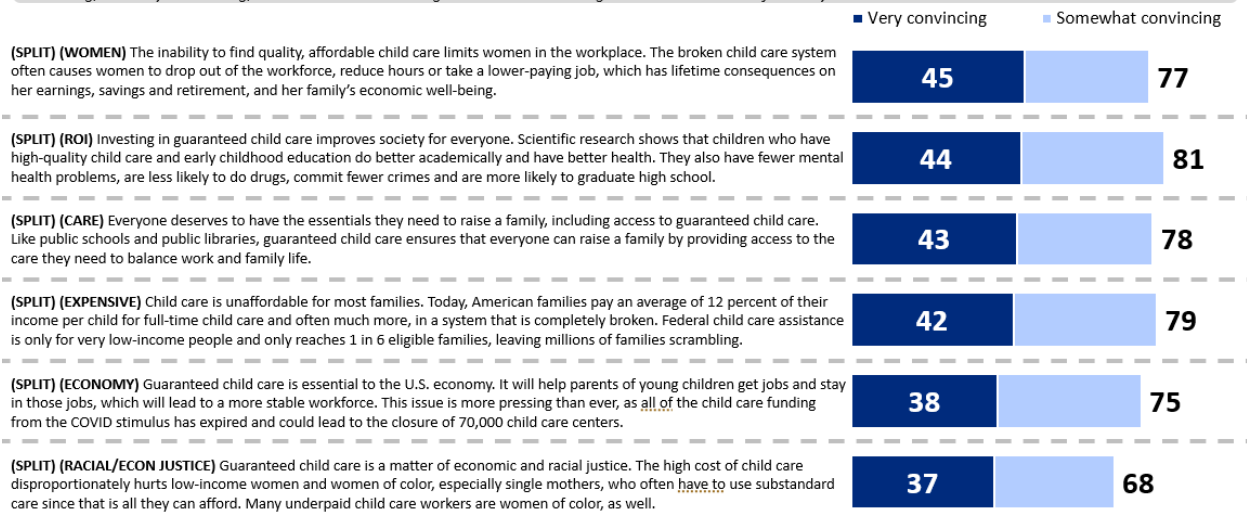 Very convincing Somewhat convincing
(SPLIT) (WOMEN) The inability to find quality, affordable child care limits women in the workplace. The broken child care system
often causes women to drop out of the workforce, reduce hours or take a lower-paying job, which has lifetime consequences on
her earnings, savings and retirement, and her family's economic well-being.
45 77
(SPLIT) (ROI) Investing in guaranteed child care improves society for everyone. Scientific research shows that children who have
high-quality child care and early childhood education do better academically and have better health. They also have fewer mental
health problems, are less likely to do drugs, commit fewer crimes and are more likely to graduate high school.
44 81
(SPLIT) (CARE) Everyone deserves to have the essentials they need to raise a family, including access to guaranteed child care.
Like public schools and public libraries, guaranteed child care ensures that everyone can raise a family by providing access to the
care they need to balance work and family life.
43 78
(SPLIT) (EXPENSIVE) Child care is unaffordable for most families. Today, American families pay an average of 12 percent of their
income per child for full-time child care and often much more, in a system that is completely broken. Federal child care assistance
is only for very low-income people and only reaches 1 in 6 eligible families, leaving millions of families scrambling.
42 79
(SPLIT) (ECONOMY) Guaranteed child care is essential to the U.S. economy. It will help parents of young children get jobs and stay
in those jobs, which will lead to a more stable workforce. This issue is more pressing than ever, as all of the child care funding
from the COVID stimulus has expired and could lead to the closure of 70,000 child care centers.
38 75
(SPLIT) (RACIAL/ECON JUSTICE) Guaranteed child care is a matter of economic and racial justice. The high cost of child care
disproportionately hurts low-income women and women of color, especially single mothers, who often have to use substandard
care since that is all they can afford. Many underpaid child care workers are women of color, as well.
37 68